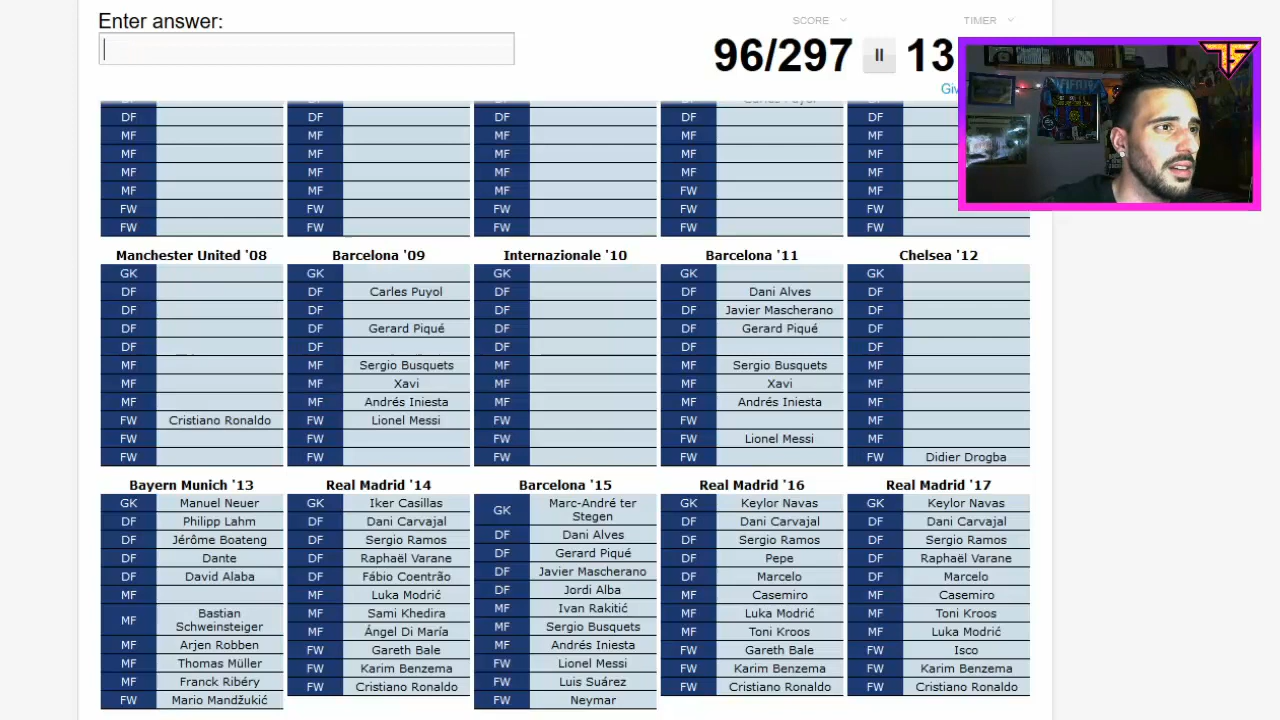 Enter answer:
SCORE
TIMER
96/297
13
Giv
DF DF DF DF DF
MF MF MF MF MF
MF MF MF MF MF
MF MF MF MF MF
MF MF MF FW MF
FW FW FW FW FW
FW FW FW FW FW
Manchester United '08 Barcelona '09 Internazionale '10 Barcelona '11 Chelsea '12
GK GK GK GK GK
DF DF Carles Puyol DF DF Dani Alves DF
DF DF DF DF Javier Mascherano DF
DF DF Gerard Piqué DF DF Gerard Piqué DF
DF DF DF DF DF
MF MF Sergio Busquets MF MF Sergio Busquets MF
MF MF Xavi MF MF Xavi MF
MF MF Andrés Iniesta MF MF Andrés Iniesta MF
FW Cristiano Ronaldo FW Lionel Messi FW FW MF
FW FW FW FW Lionel Messi MF
FW FW FW FW FW Didier Drogba
Bayern Munich '13
GK Manuel Neuer
DF Philipp Lahm
DF Jérôme Boateng
DF Dante
DF David Alaba
MF
MF Bastian
Schweinsteiger
MF Arjen Robben
MF Thomas Müller
MF Franck Ribéry
FW Mario Mandžukić
Real Madrid '14
GK Iker Casillas
DF Dani Carvajal
DF Sergio Ramos
DF Raphaël Varane
DF Fábio Coentrão
MF Luka Modrić
MF Sami Khedira
MF Ángel Di María
FW Gareth Bale
FW Karim Benzema
FW Cristiano Ronaldo
Barcelona '15
GK Marc-André ter
Stegen
DF Dani Alves
DF Gerard Piqué
DF Javier Mascherano
DF Jordi Alba
MF Ivan Rakitić
MF Sergio Busquets
MF Andrés Iniesta
FW Lionel Messi
FW Luis Suárez
FW Neymar
Real Madrid '16
GK Keylor Navas
DF Dani Carvajal
DF Sergio Ramos
DF Pepe
DF Marcelo
MF Casemiro
MF Luka Modrić
MF Toni Kroos
FW Gareth Bale
FW Karim Benzema
FW Cristiano Ronaldo
Real Madrid '17
GK Keylor Navas
DF Dani Carvajal
DF Sergio Ramos
DF Raphaël Varane
DF Marcelo
MF Casemiro
MF Toni Kroos
MF Luka Modrić
FW Isco
FW Karim Benzema
FW Cristiano Ronaldo